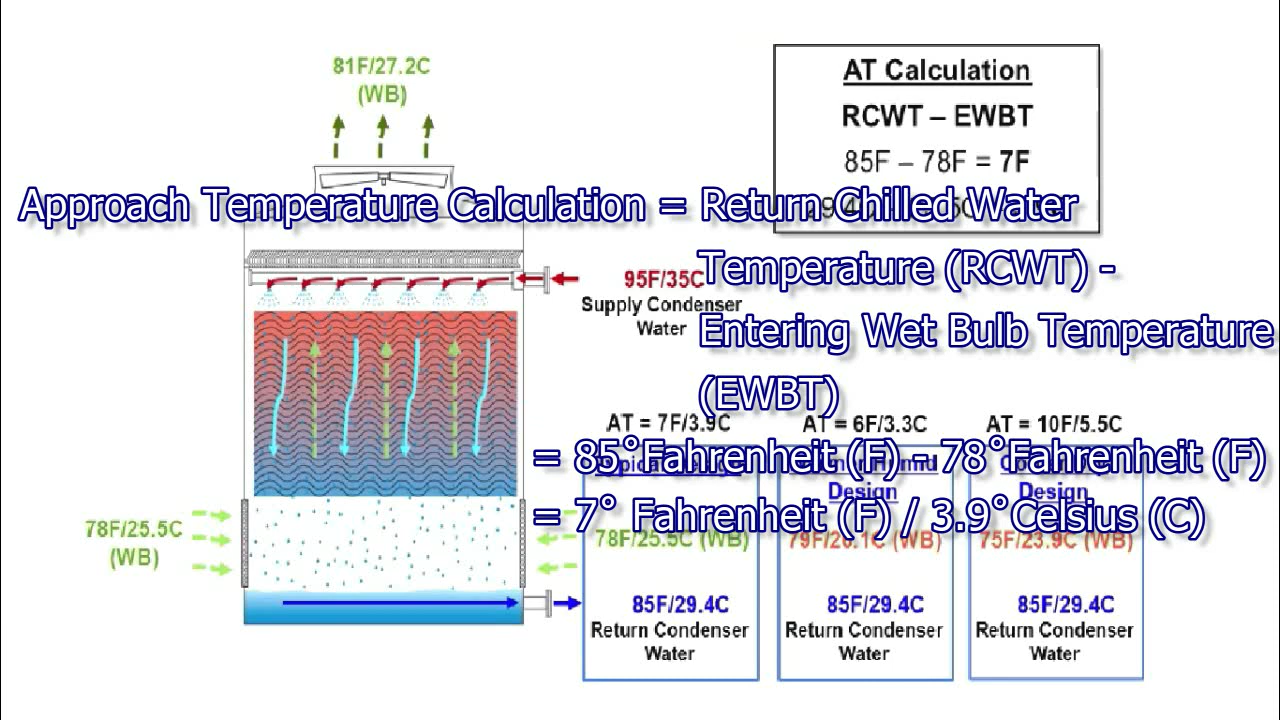 81F/27.2C
(WB)
AT Calculation
RCWT – EWBT
85F – 78F = 7F
Approach Temperature Calculation = Return Chilled Water
Temperature (RCWT) -
Entering Wet Bulb Temperature
(EWBT)
= 85°Fahrenheit (F) - 78°Fahrenheit (F)
= 7° Fahrenheit (F) / 3.9°Celsius (C)
95F/35C
Supply Condenser
Water
78F/25.5C
(WB)
AT = 7F/3.9C
78F/25.5C (WB)
85F/29.4C
Return Condenser
Water
AT = 6F/3.3C
Design
79F/26.1C (WB)
85F/29.4C
Return Condenser
Water
AT = 10F/5.5C
Design
75F/23.9C (WB)
85F/29.4C
Return Condenser
Water